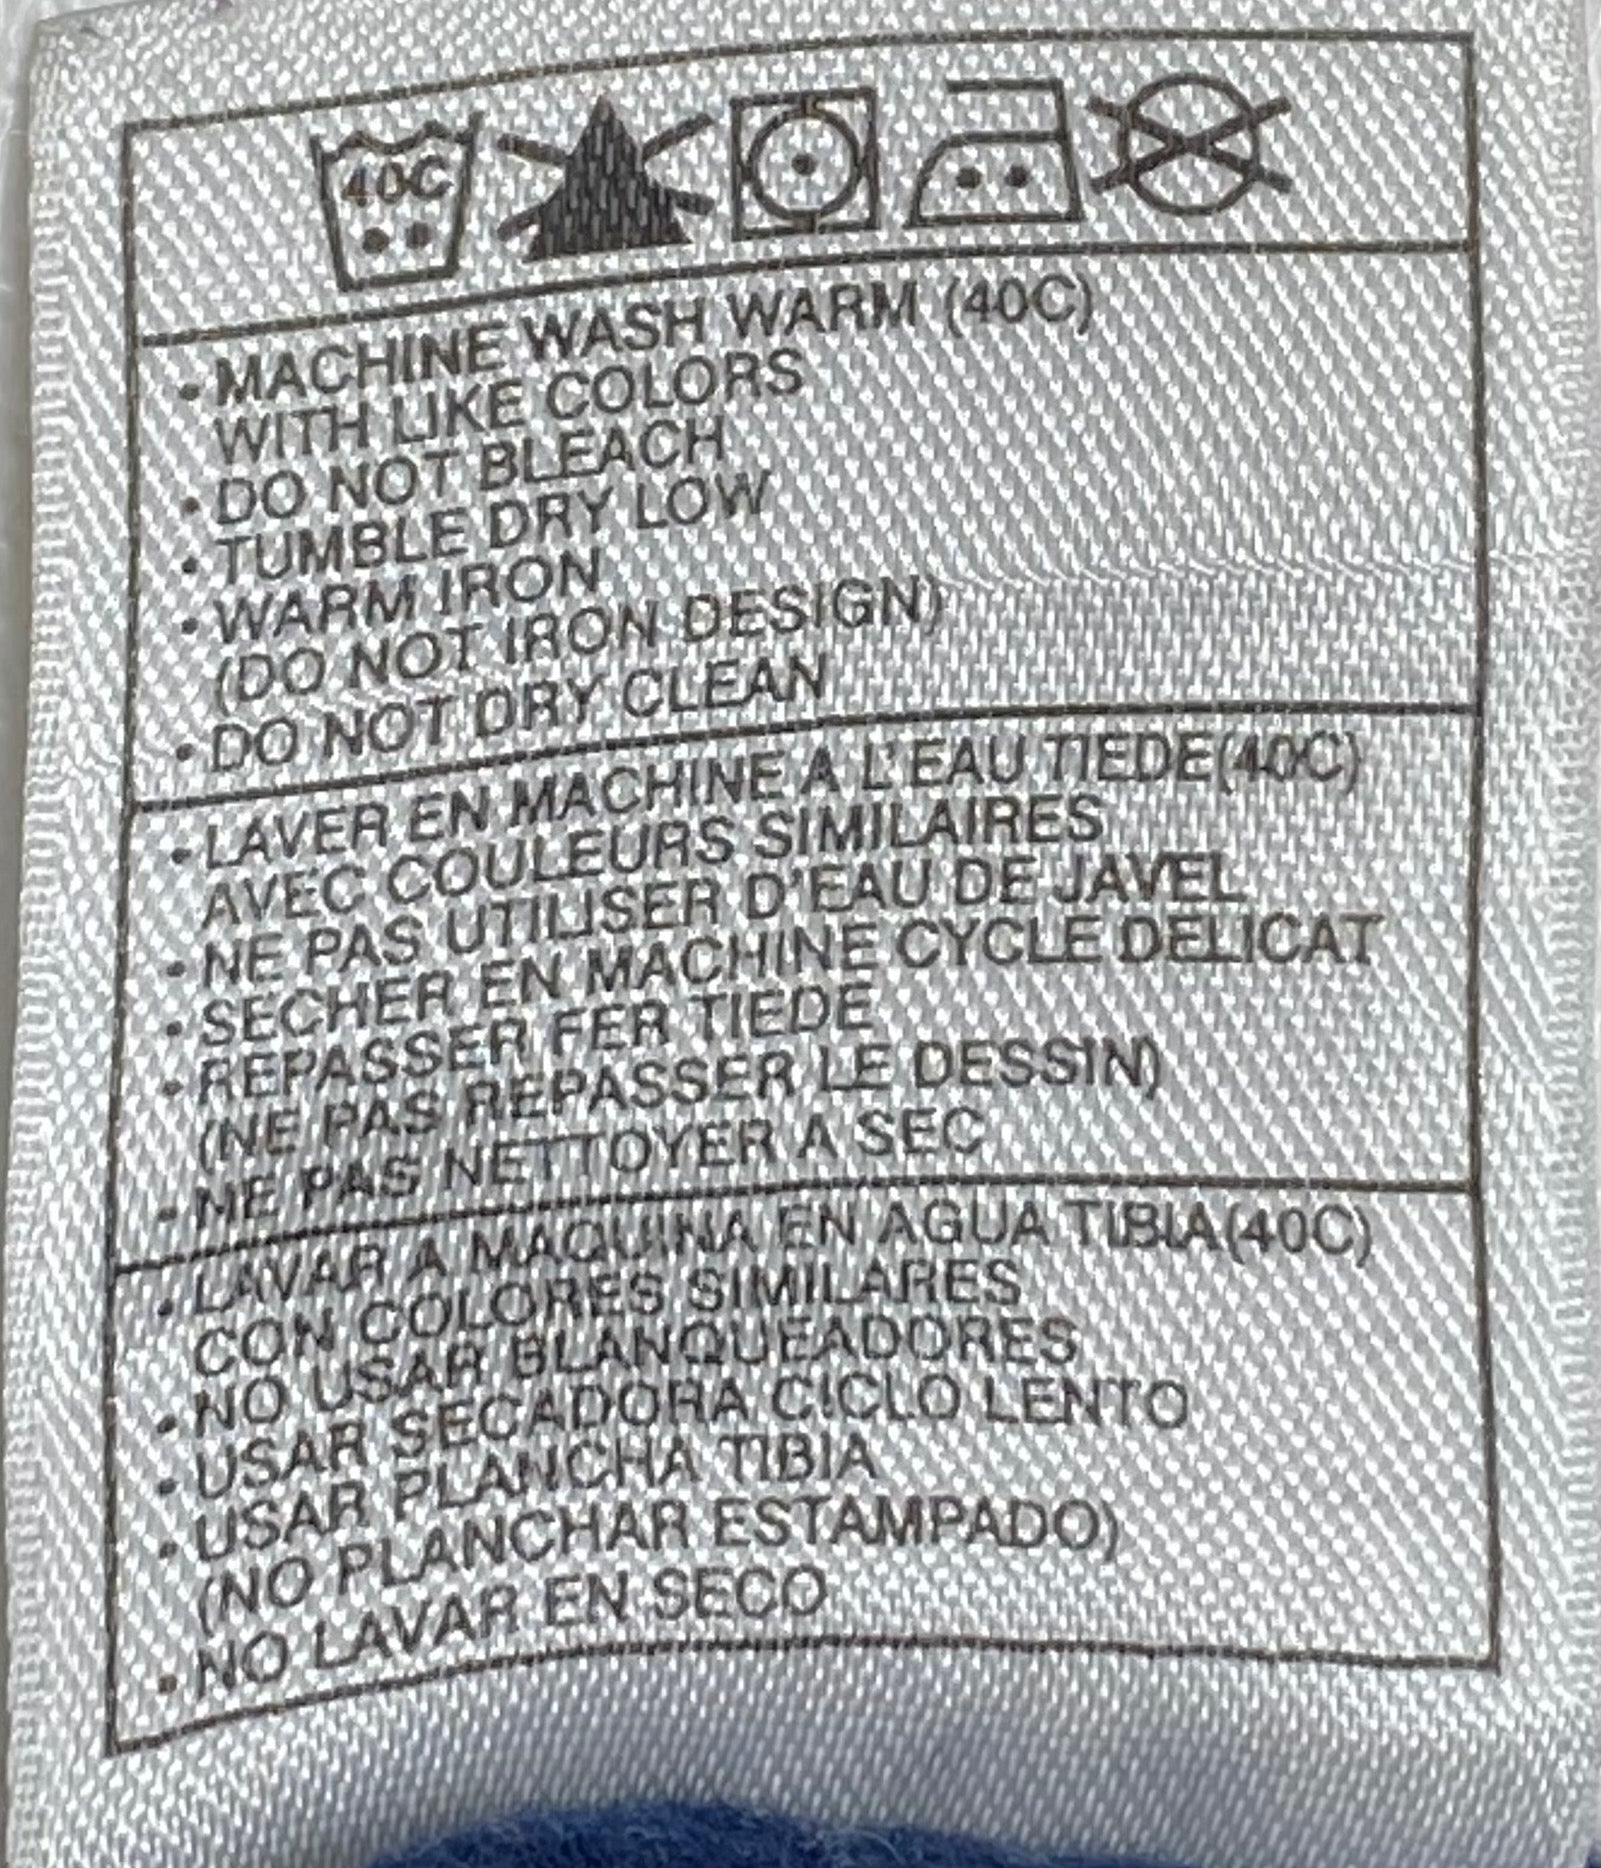 40C
• MACHINE WASH WARM (40C)
WITH LIKE COLORS
• DO NOT BLEACH
• TUMBLE DRY LOW
• WARM IRON
(DO NOT IRON DESIGN)
• DO NOT DRY CLEAN
• LAVER EN MACHINE A L'EAU TIEDE(40C)
AVEC COULEURS SIMILAIRES
• NE PAS UTILISER D'EAU DE JAVEL
• SECHER EN MACHINE CYCLE DELICAT
• REPASSER FER TIEDE
(NE PAS REPASSER LE DESSIN)
• NE PAS NETTOYER A SEC
• LAVAR A MAQUINA EN AGUA TIBIA(40C)
CON COLORES SIMILARES
• NO USAR BLANQUEADORES
• USAR SECADORA CICLO LENTO
• USAR PLANCHA TIBIA
(NO PLANCHAR ESTAMPADO)
• NO LAVAR EN SECO